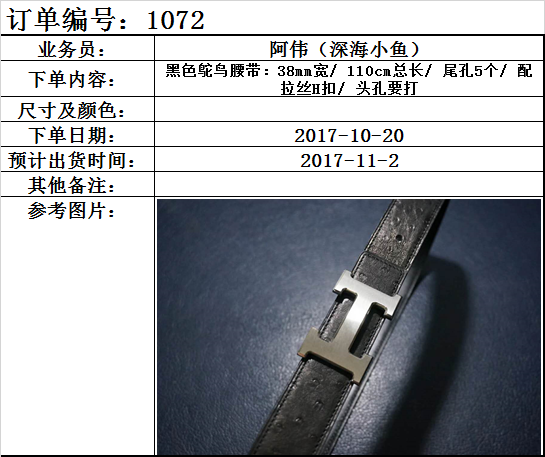 订单编号：1072
业务员：
阿伟（深海小鱼）
下单内容：
黑色鸵鸟腰带：38mm宽/ 110cm总长/ 尾孔5个/ 配
拉丝H扣/ 头孔要打
尺寸及颜色：
下单日期：
2017-10-20
预计出货时间：
2017-11-2
其他备注：
参考图片：